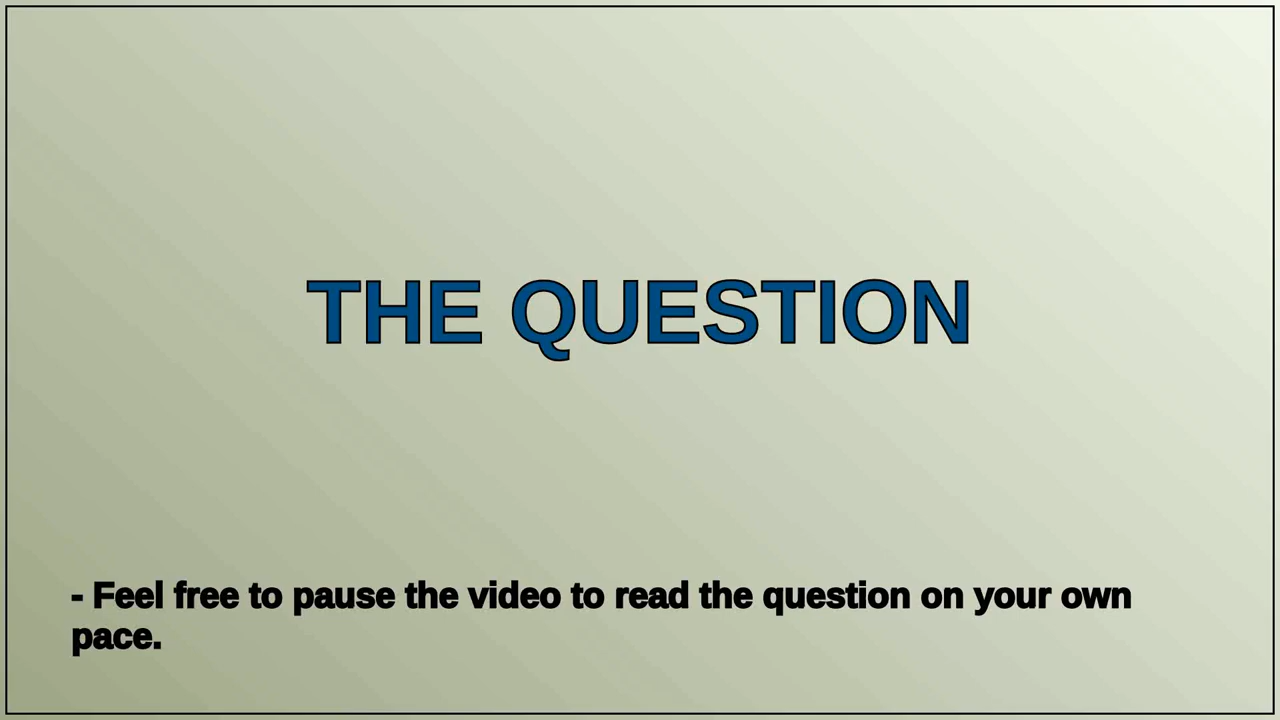 THE QUESTION
- Feel free to pause the video to read the question on your own
pace.